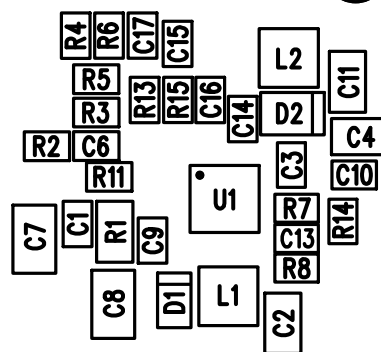 R4 R6 C17 C15
L2
C11
R5
R13 R15 C16
R3
C14 D2
C4
R2 C6
C3
R11
C10
U1
C7 C1 R1 C9
R7
R14
C13
R8
C8 D1 L1 C2